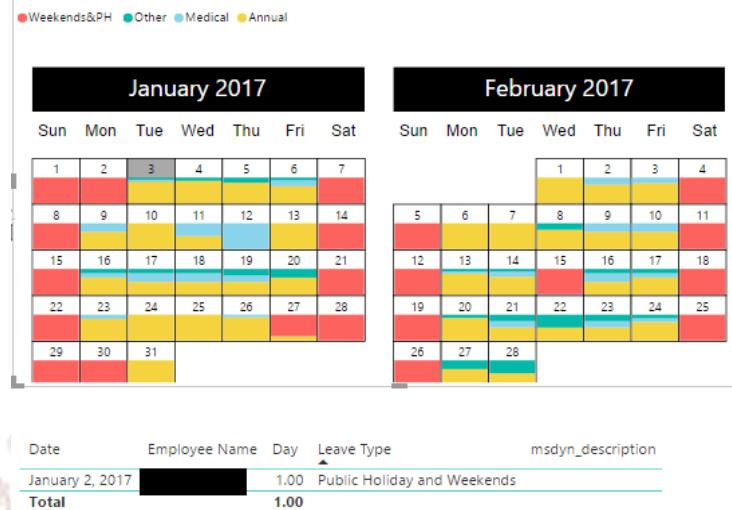 Weekends&PH Other Medical Annual
January 2017
Sun Mon Tue Wed Thu Fri Sat
1 2 3 4 5 6 7
8 9 10 11 12 13 14
15 16 17 18 19 20 21
22 23 24 25 26 27 28
29 30 31
February 2017
Sun Mon Tue Wed Thu Fri Sat
1 2 3 4
5 6 7 8 9 10 11
12 13 14 15 16 17 18
19 20 21 22 23 24 25
26 27 28
Date Employee Name Day Leave Type msdyn_description
January 2, 2017 1.00 Public Holiday and Weekends
Total 1.00